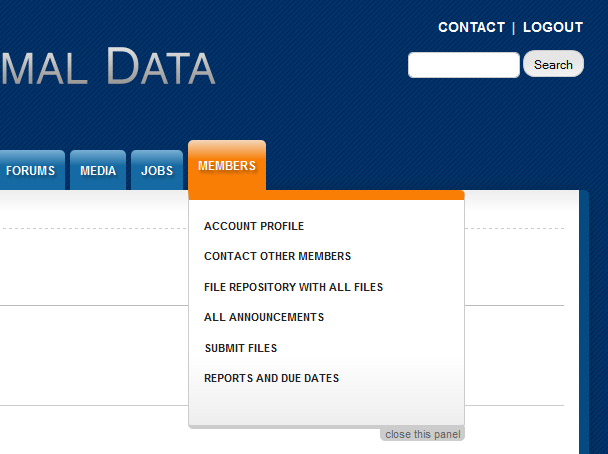 CONTACT | LOGOUT
MAL DATA
Search
FORUMS MEDIA JOBS MEMBERS
ACCOUNT PROFILE
CONTACT OTHER MEMBERS
FILE REPOSITORY WITH ALL FILES
ALL ANNOUNCEMENTS
SUBMIT FILES
REPORTS AND DUE DATES
close this panel